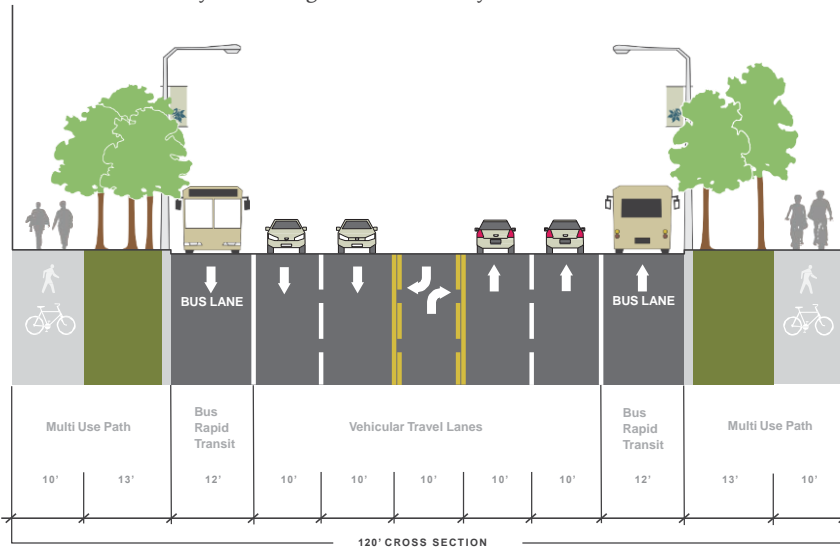 BUS LANE
BUS LANE
Multi Use Path
Bus
Rapid
Transit
Vehicular Travel Lanes
Bus
Rapid
Transit
Multi Use Path
10'
13'
12'
10'
10'
10'
10'
10'
12'
13'
10'
120' CROSS SECTION